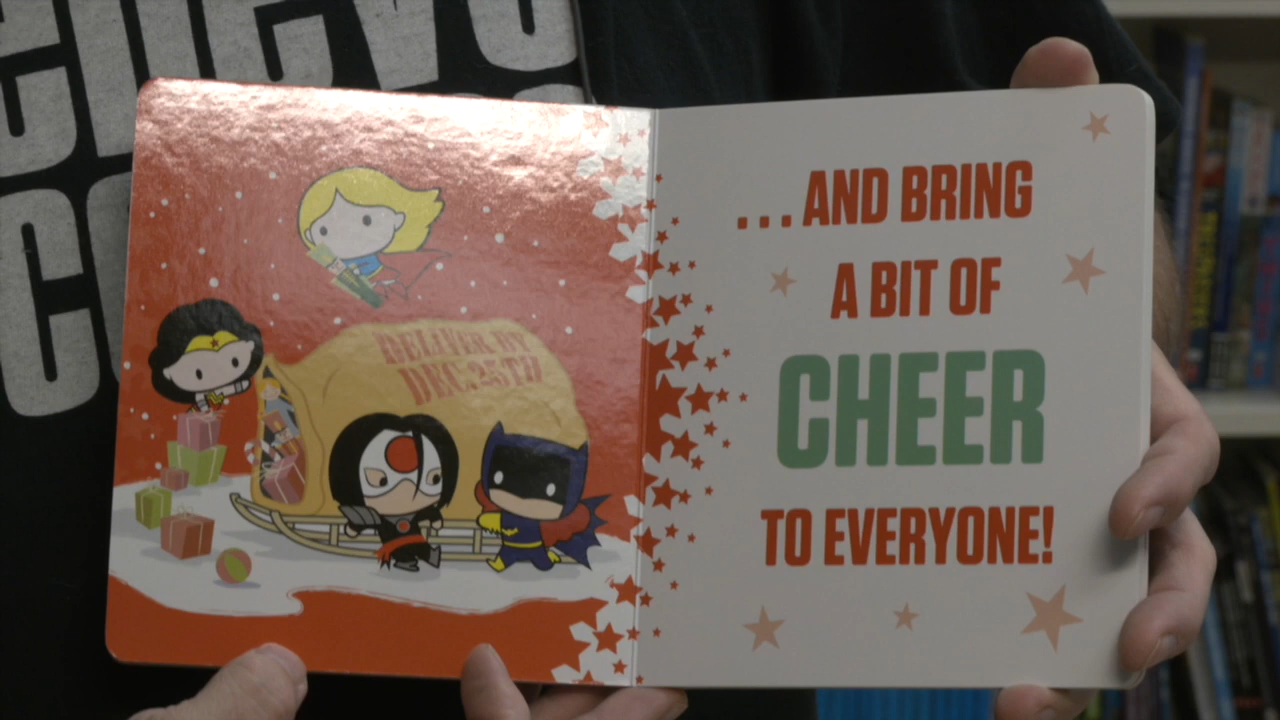 DELIVER BY
DEC. 25TH
...AND BRING
A BIT OF
CHEER
TO EVERYONE!